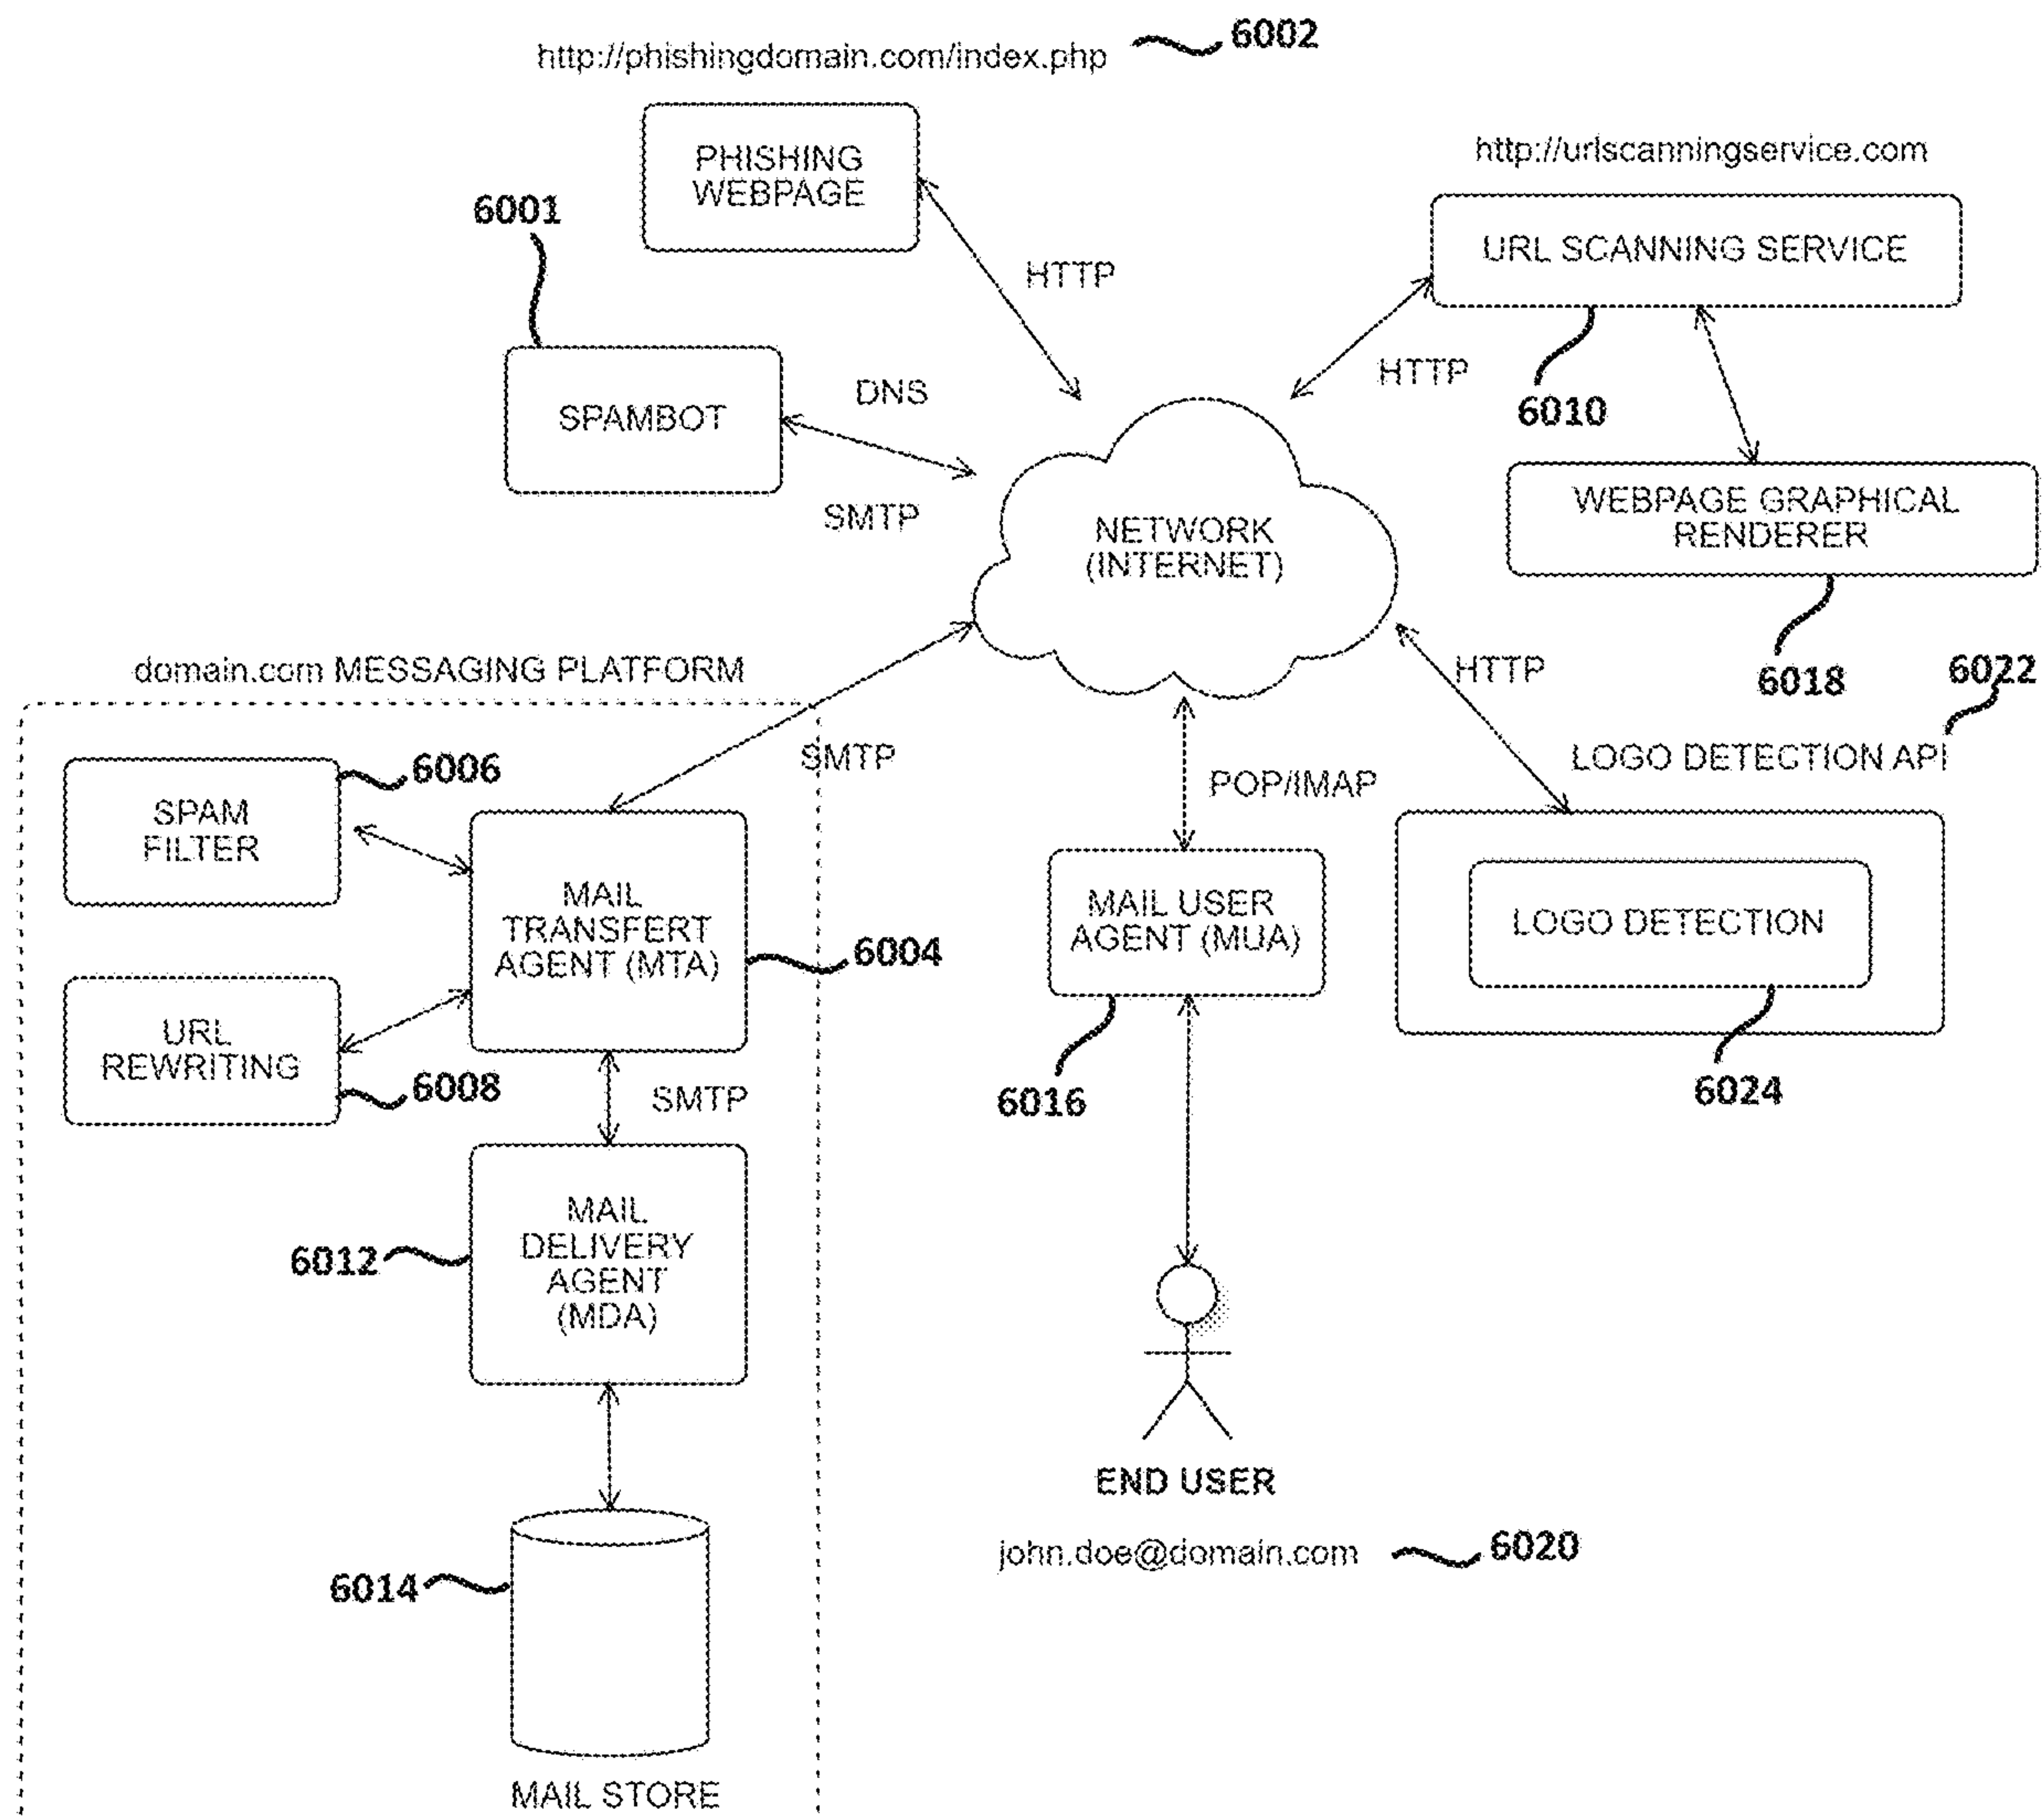 http://phishingdomain.com/index.php
6002
PHISHING
WEBPAGE
http://urlscanningservice.com
6001
URL SCANNING SERVICE
HTTP
HTTP
6010
SPAMBOT
DNS
SMTP
WEBPAGE GRAPHICAL
RENDERER
6018
NETWORK
(INTERNET)
domain.com MESSAGING PLATFORM
HTTP
6022
SMTP
LOGO DETECTION API
POP/IMAP
6006
SPAM
FILTER
MAIL
TRANSFERT
AGENT (MTA)
6004
MAIL USER
AGENT (MUA)
LOGO DETECTION
URL
REWRITING
6008
SMTP
6016
6024
MAIL
DELIVERY
AGENT
(MDA)
6012
END USER
john.doe@domain.com
6020
6014
MAIL STORE